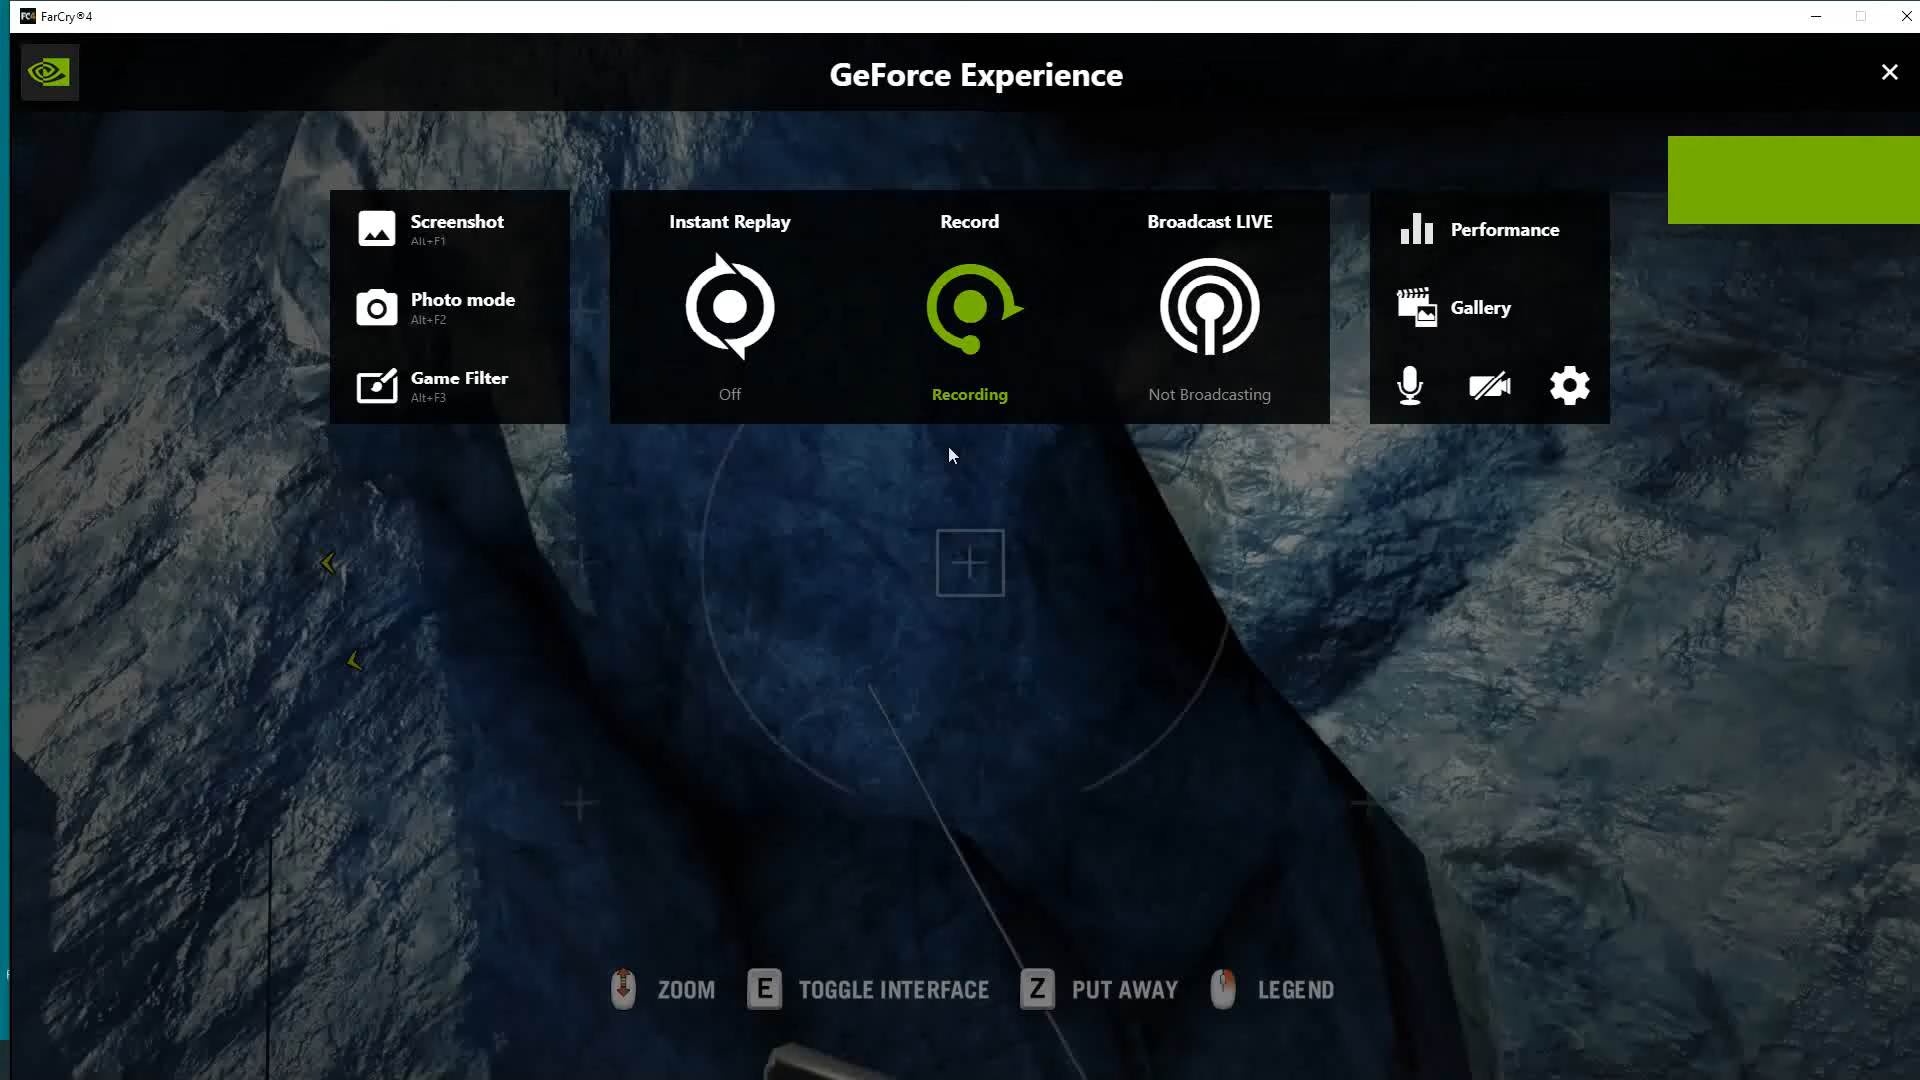 FarCry®4
GeForce Experience
Screenshot
Alt+F1
Photo mode
Alt+F2
Game Filter
Alt+F3
Instant Replay
Off
Record
Recording
Broadcast LIVE
Not Broadcasting
Performance
Gallery
ZOOM
E TOGGLE INTERFACE
Z PUT AWAY
LEGEND